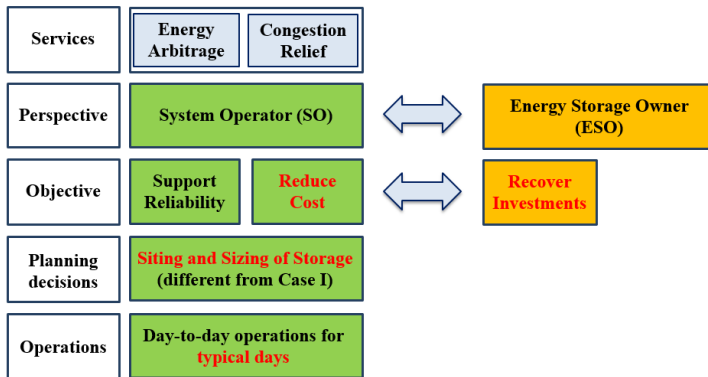 Services
Energy
Arbitrage
Congestion
Relief
Perspective
System Operator (SO)
Energy Storage Owner
(ESO)
Objective
Support
Reliability
Reduce
Cost
Recover
Investments
Planning
decisions
Siting and Sizing of Storage
(different from Case I)
Operations
Day-to-day operations for
typical days